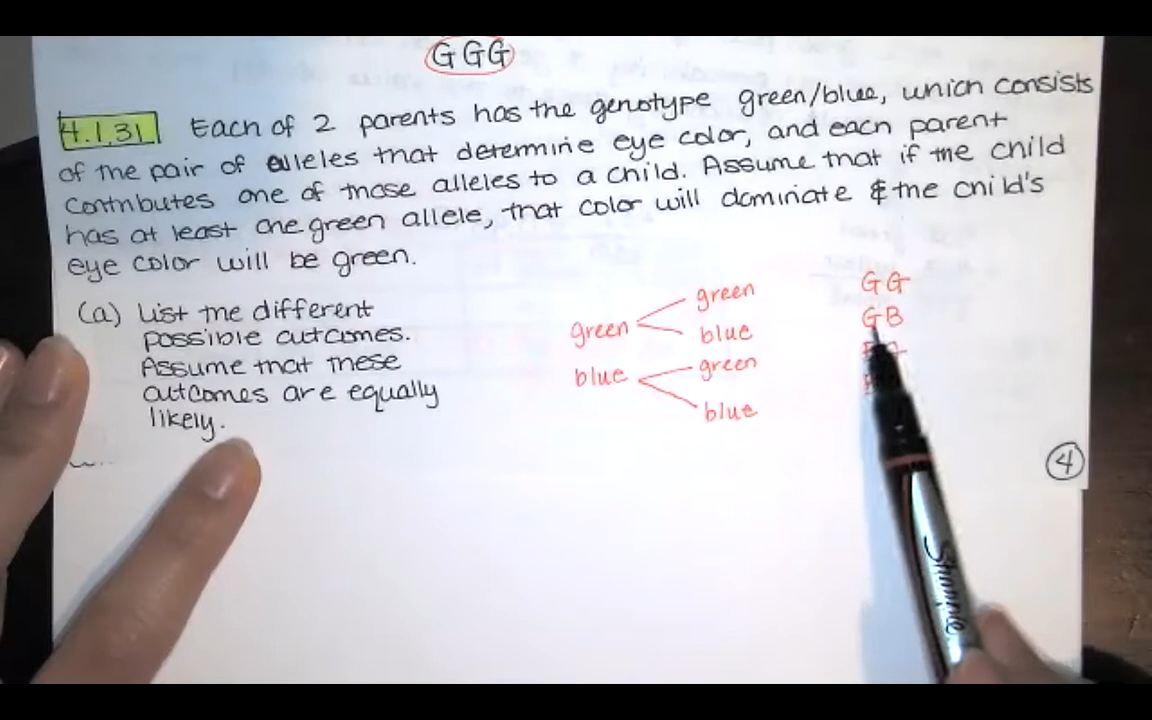 GGG
4.1.31 Each of 2 parents has the genotype green/blue, which consists
of the pair of alleles that determine eye color, and each parent
contributes one of those alleles to a child. Assume that if the child
has at least one green allele, that color will dominate & the child's
eye color will be green.
(a) List the different
possible outcomes.
Assume that these
outcomes are equally
likely.
green
blue
green
blue
green
blue
GG
GB
4
Sharpie